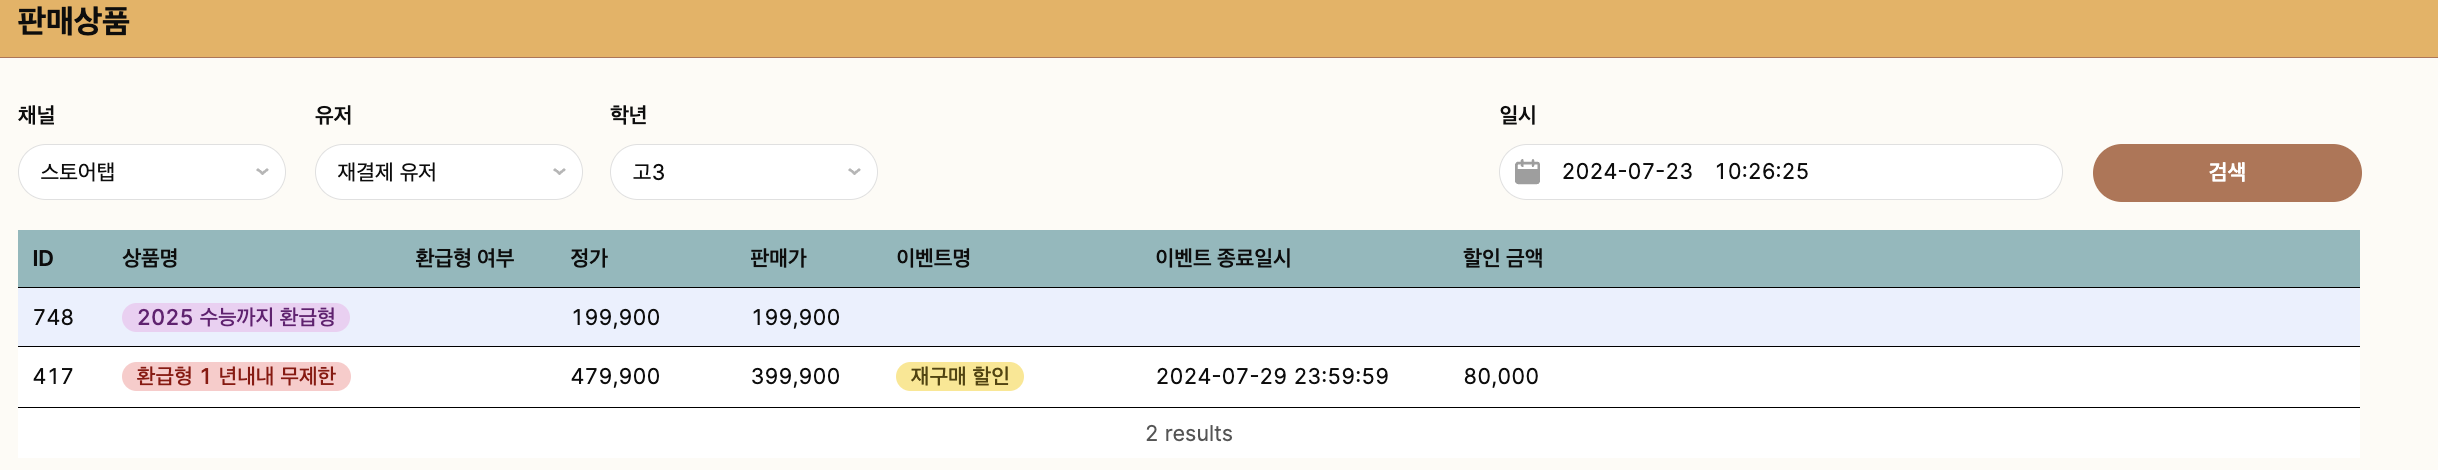 판매상품
채널 유저 학년 일시
스토어탭 재결제 유저 고3 2024-07-23 10:26:25 검색
ID 상품명 환급형 여부 정가 판매가 이벤트명 이벤트 종료일시 할인 금액
748 2025 수능까지 환급형 199,900 199,900
417 환급형 1 년내내 무제한 479,900 399,900 재구매 할인 2024-07-29 23:59:59 80,000
2 results